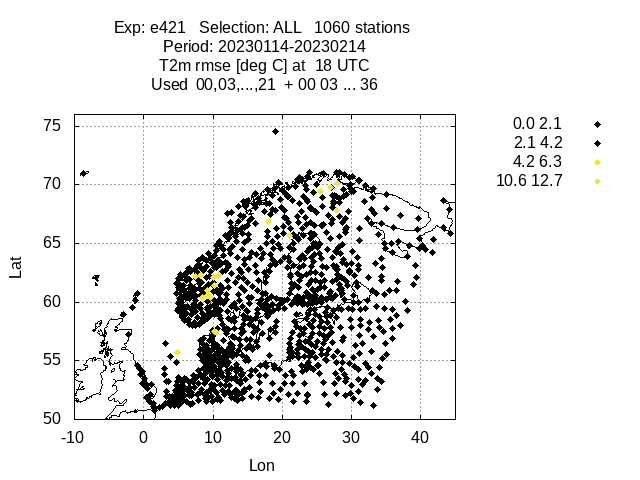 Exp: e421   Selection: ALL   1060 stations
Period: 20230114-20230214
T2m rmse [deg C] at  18 UTC
Used  00,03,...,21  + 00 03 ... 36
0.0 2.1
2.1 4.2
4.2 6.3
10.6 12.7
75
70
65
60
55
50
Lat
-10 0 10 20 30 40
Lon